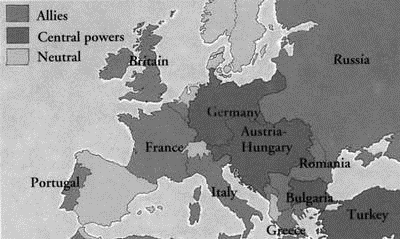 Allies
Central powers
Neutral
Britain
Russia
Germany
Austria-
Hungary
France
Romania
Portugal
Italy
Bulgaria
Turkey
Greece